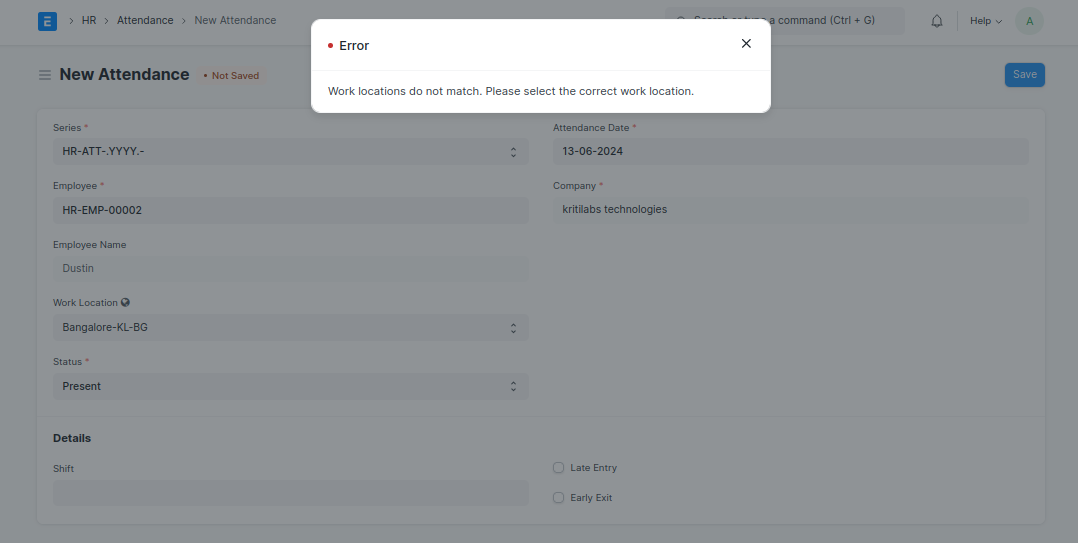 E
HR
Attendance
New Attendance
Search or type a command (Ctrl + G)
Help
A
Error
Work locations do not match. Please select the correct work location.
New Attendance
Not Saved
Save
Series *
HR-ATT-.YYYY.-
Attendance Date *
13-06-2024
Employee *
HR-EMP-00002
Company *
kritilabs technologies
Employee Name
Dustin
Work Location
Bangalore-KL-BG
Status *
Present
Details
Shift
Late Entry
Early Exit